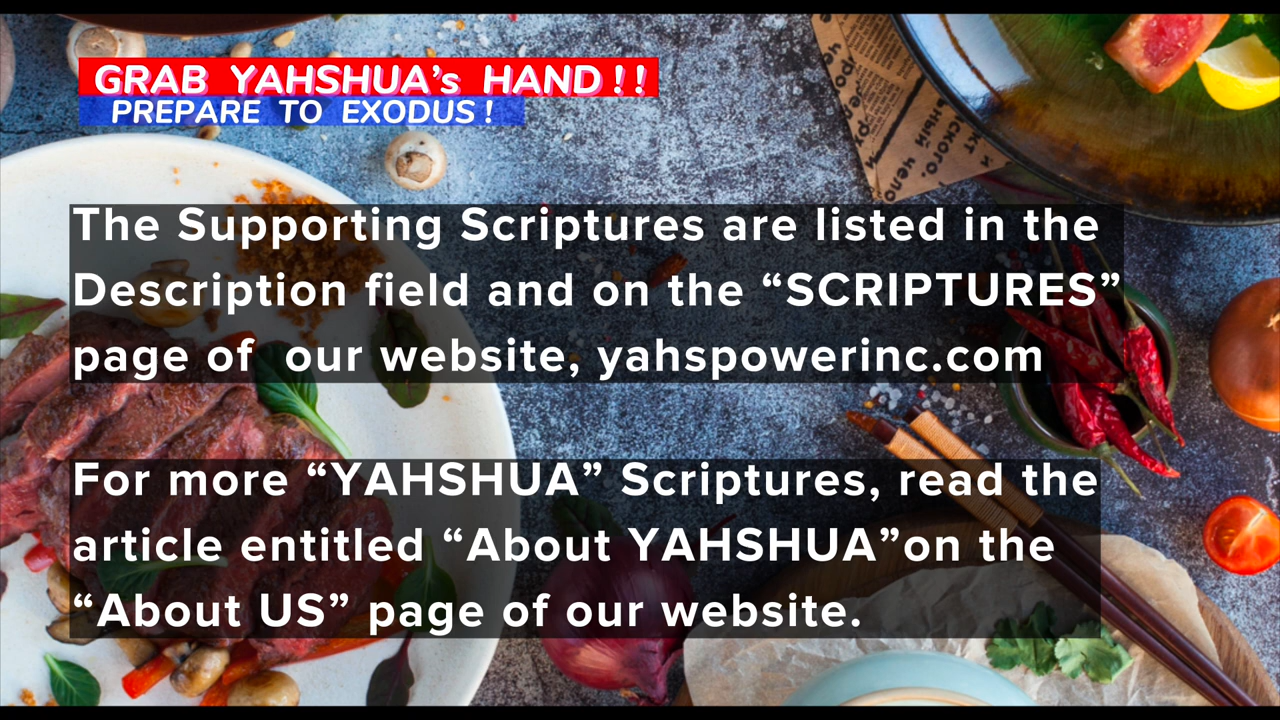 GRAB YAHSHUA's HAND!!
PREPARE TO EXODUS!
The Supporting Scriptures are listed in the
Description field and on the “SCRIPTURES”
page of our website, yahspowerinc.com
For more “YAHSHUA” Scriptures, read the
article entitled “About YAHSHUA”on the
“About US” page of our website.